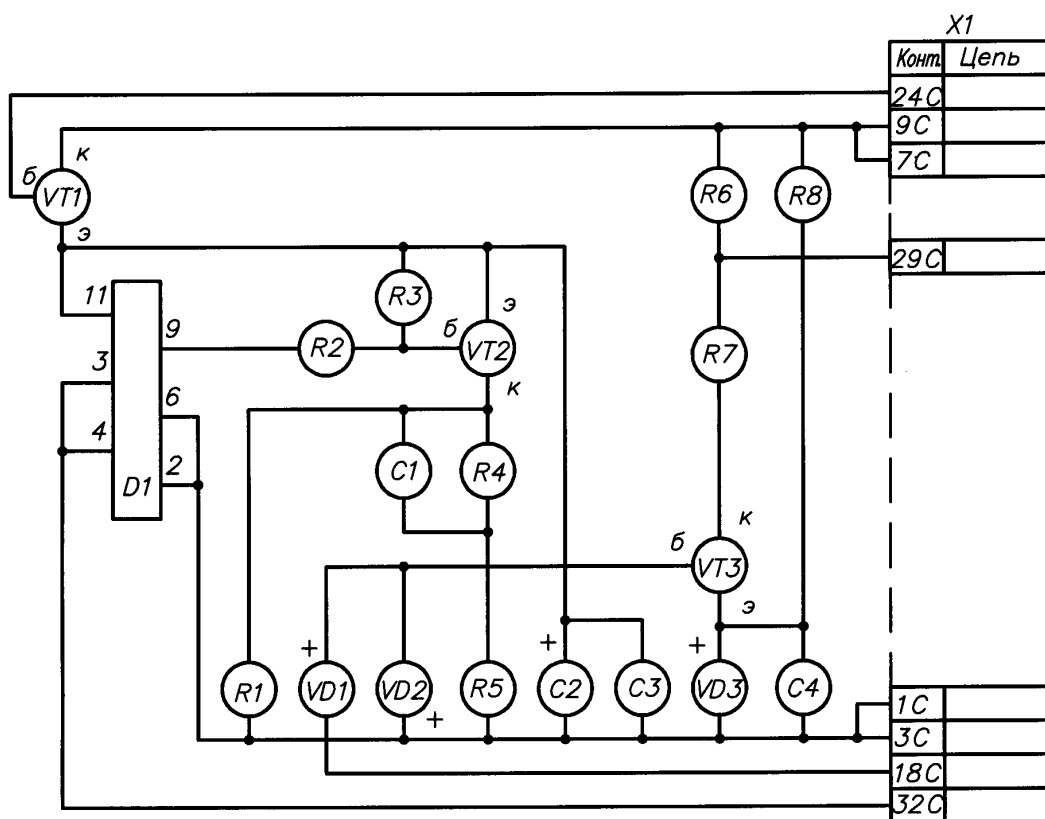 X1
Конт. Цепь
24С
9С
7С
29С
к
б
VT1
э
R6
R8
11
3
4
9
6
2
D1
R3
R2
б
э
VT2
к
R7
C1
R4
к
б
VT3
э
+
+
+
+
R1
VD1
VD2
R5
C2
C3
VD3
C4
1С
3С
18С
32С